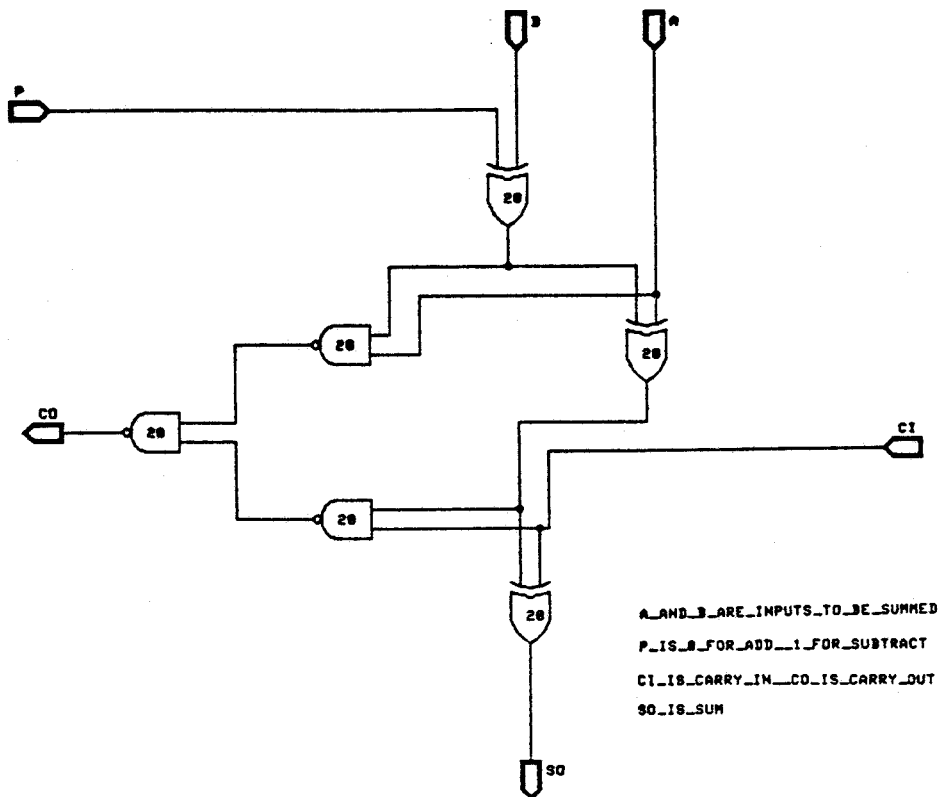 B
A
P
20
20
20
CO
20
CI
20
20
A_AND_B_ARE_INPUTS_TO_BE_SUMMED
P_IS_0_FOR_ADD__1_FOR_SUBTRACT
CI_IS_CARRY_IN__CO_IS_CARRY_OUT
SO_IS_SUM
SO